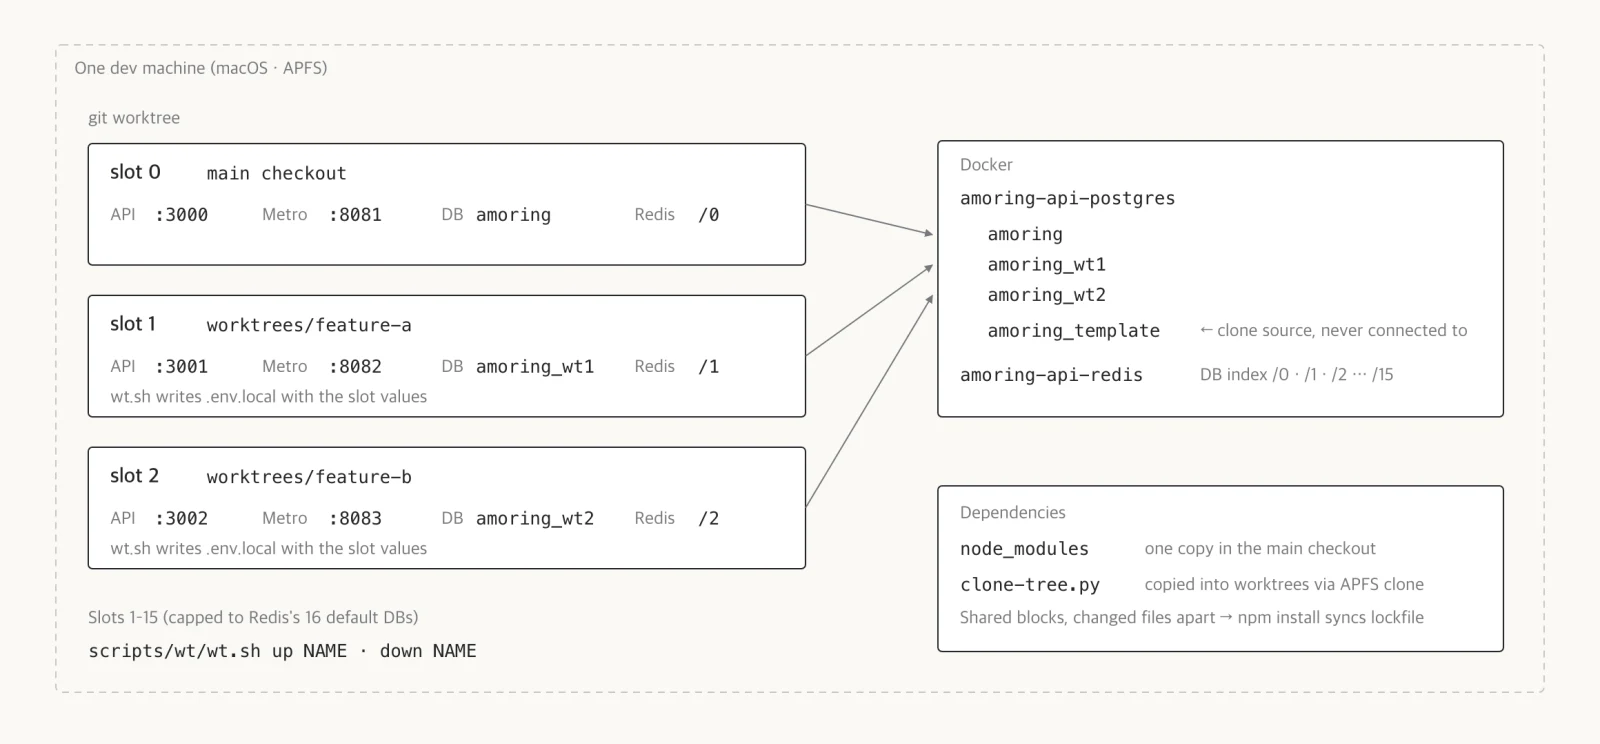 One dev machine (macOS · APFS)
git worktree
slot 0 main checkout
API :3000 Metro :8081 DB amoring Redis /0
slot 1 worktrees/feature-a
API :3001 Metro :8082 DB amoring_wt1 Redis /1
wt.sh writes .env.local with the slot values
slot 2 worktrees/feature-b
API :3002 Metro :8083 DB amoring_wt2 Redis /2
wt.sh writes .env.local with the slot values
Slots 1-15 (capped to Redis's 16 default DBs)
scripts/wt/wt.sh up NAME · down NAME
Docker
amoring-api-postgres
amoring
amoring_wt1
amoring_wt2
amoring_template ← clone source, never connected to
amoring-api-redis DB index /0 · /1 · /2 ··· /15
Dependencies
node_modules one copy in the main checkout
clone-tree.py copied into worktrees via APFS clone
Shared blocks, changed files apart → npm install syncs lockfile